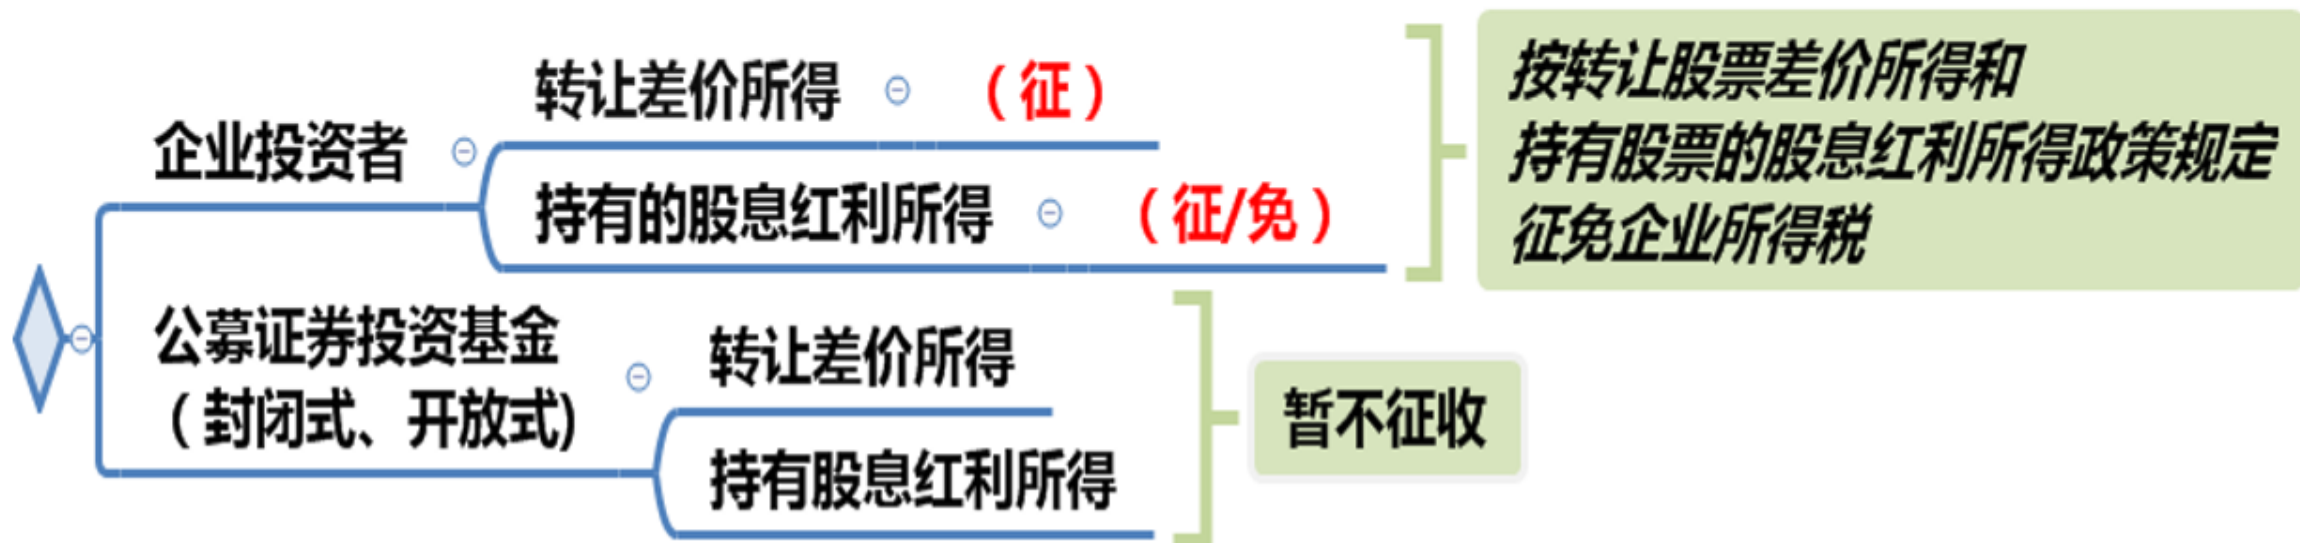 企业投资者
转让差价所得
（征）
持有的股息红利所得
（征/免）
按转让股票差价所得和
持有股票的股息红利所得政策规定
征免企业所得税
公募证券投资基金
（封闭式、开放式)
转让差价所得
持有股息红利所得
暂不征收